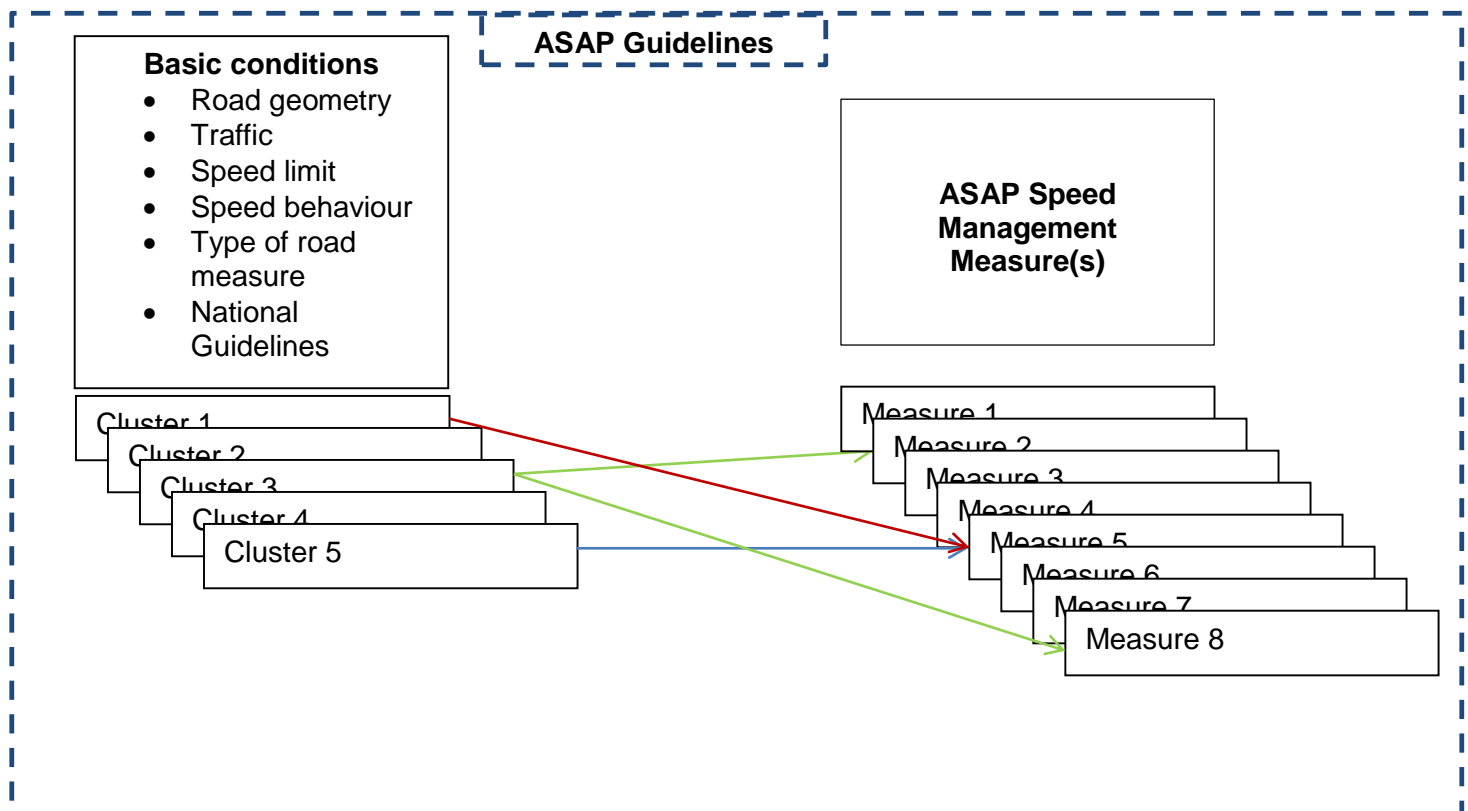 ASAP Guidelines
Basic conditions
• Road geometry
• Traffic
• Speed limit
• Speed behaviour
• Type of road
measure
• National
Guidelines
ASAP Speed
Management
Measure(s)
Cluster 1
Cluster 2
Cluster 3
Cluster 4
Cluster 5
Measure 1
Measure 2
Measure 3
Measure 4
Measure 5
Measure 6
Measure 7
Measure 8